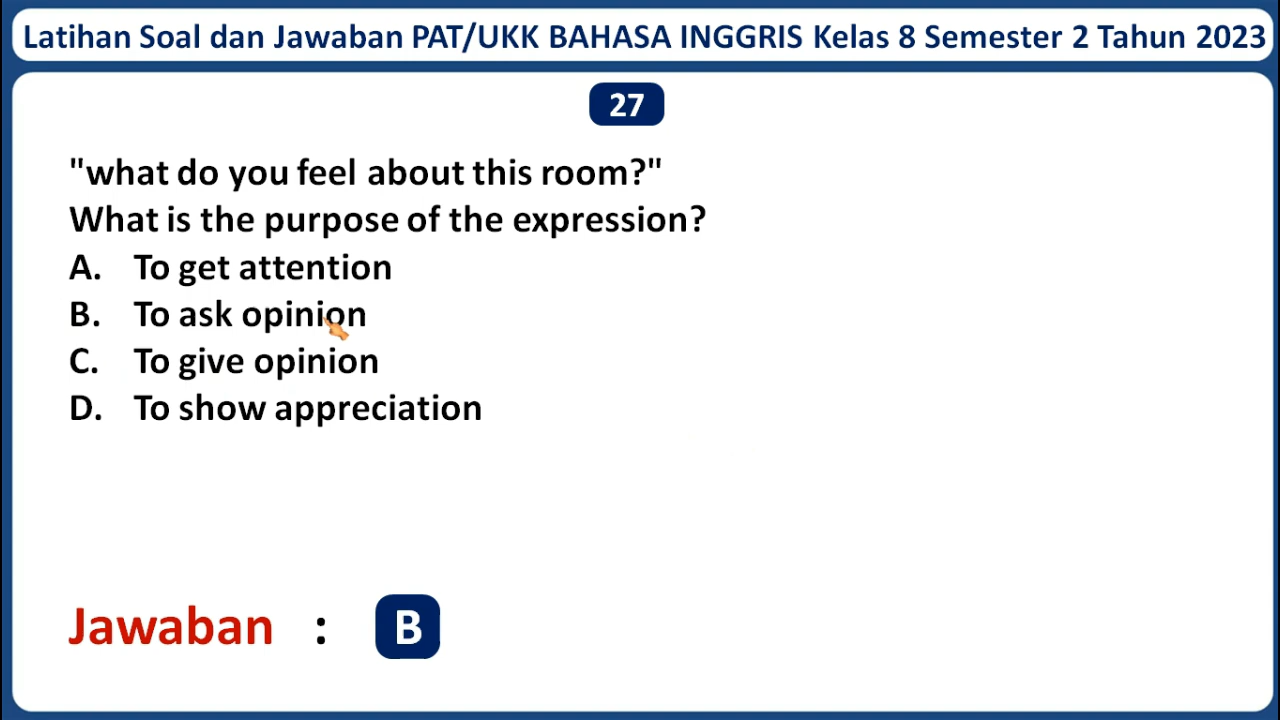 Latihan Soal dan Jawaban PAT/UKK BAHASA INGGRIS Kelas 8 Semester 2 Tahun 2023
27
"what do you feel about this room?"
What is the purpose of the expression?
A. To get attention
B. To ask opinion
C. To give opinion
D. To show appreciation
Jawaban : B